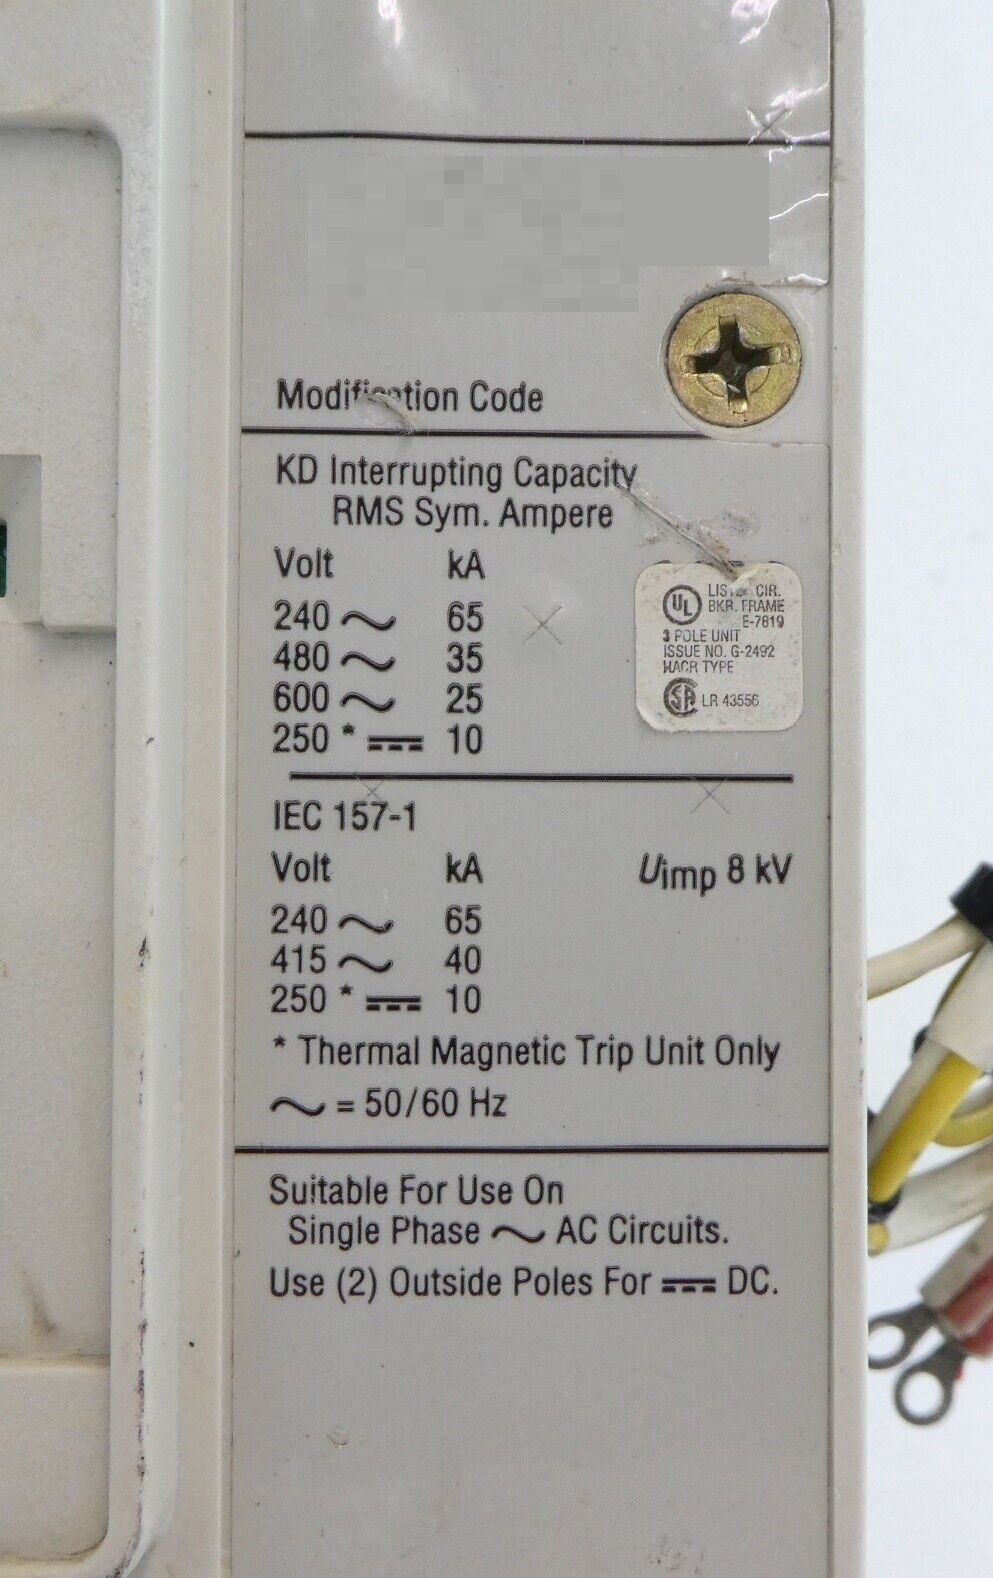 Modification Code
KD Interrupting Capacity
RMS Sym. Ampere
Volt kA
240 ~ 65
480 ~ 35
600 ~ 25
250 * ⎓ 10
UL
LISTED CIR.
BKR. FRAME
E-7819
3 POLE UNIT
ISSUE NO. G-2492
HACR TYPE
SA LR 43556
IEC 157-1
Volt kA Uimp 8 kV
240 ~ 65
415 ~ 40
250 * ⎓ 10
* Thermal Magnetic Trip Unit Only
~ = 50/60 Hz
Suitable For Use On
Single Phase ~ AC Circuits.
Use (2) Outside Poles For ⎓ DC.